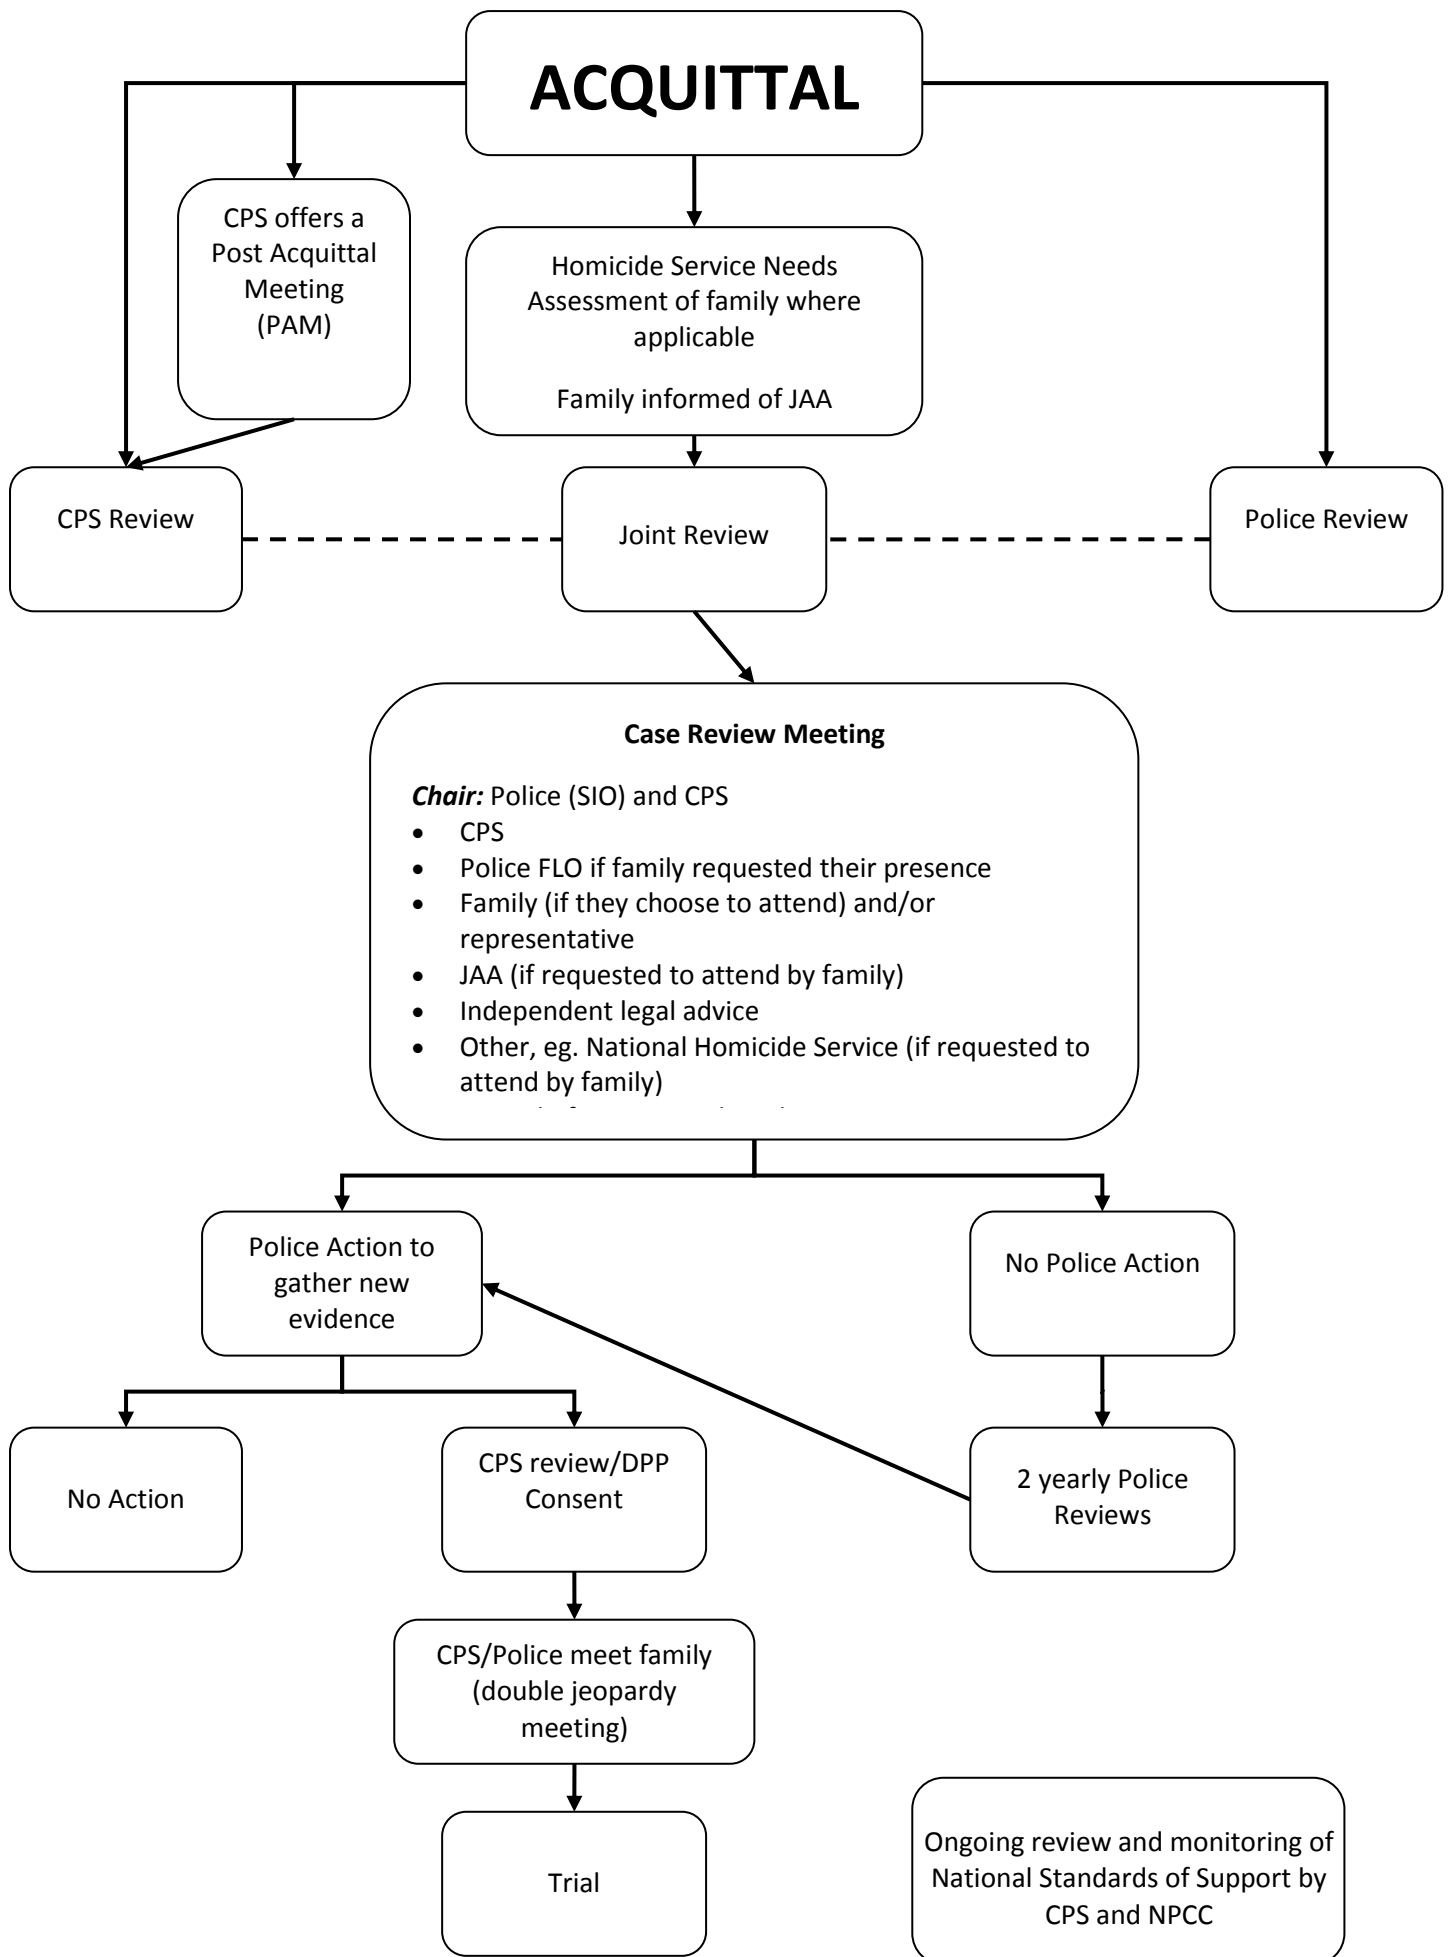 ACQUITTAL
CPS offers a
Post Acquittal
Meeting
(PAM)
Homicide Service Needs
Assessment of family where
applicable
Family informed of JAA
CPS Review
Joint Review
Police Review
Case Review Meeting
Chair: Police (SIO) and CPS
• CPS
• Police FLO if family requested their presence
• Family (if they choose to attend) and/or
representative
• JAA (if requested to attend by family)
• Independent legal advice
• Other, eg. National Homicide Service (if requested to
attend by family)
Police Action to
gather new
evidence
No Police Action
No Action
CPS review/DPP
Consent
2 yearly Police
Reviews
CPS/Police meet family
(double jeopardy
meeting)
Trial
Ongoing review and monitoring of
National Standards of Support by
CPS and NPCC